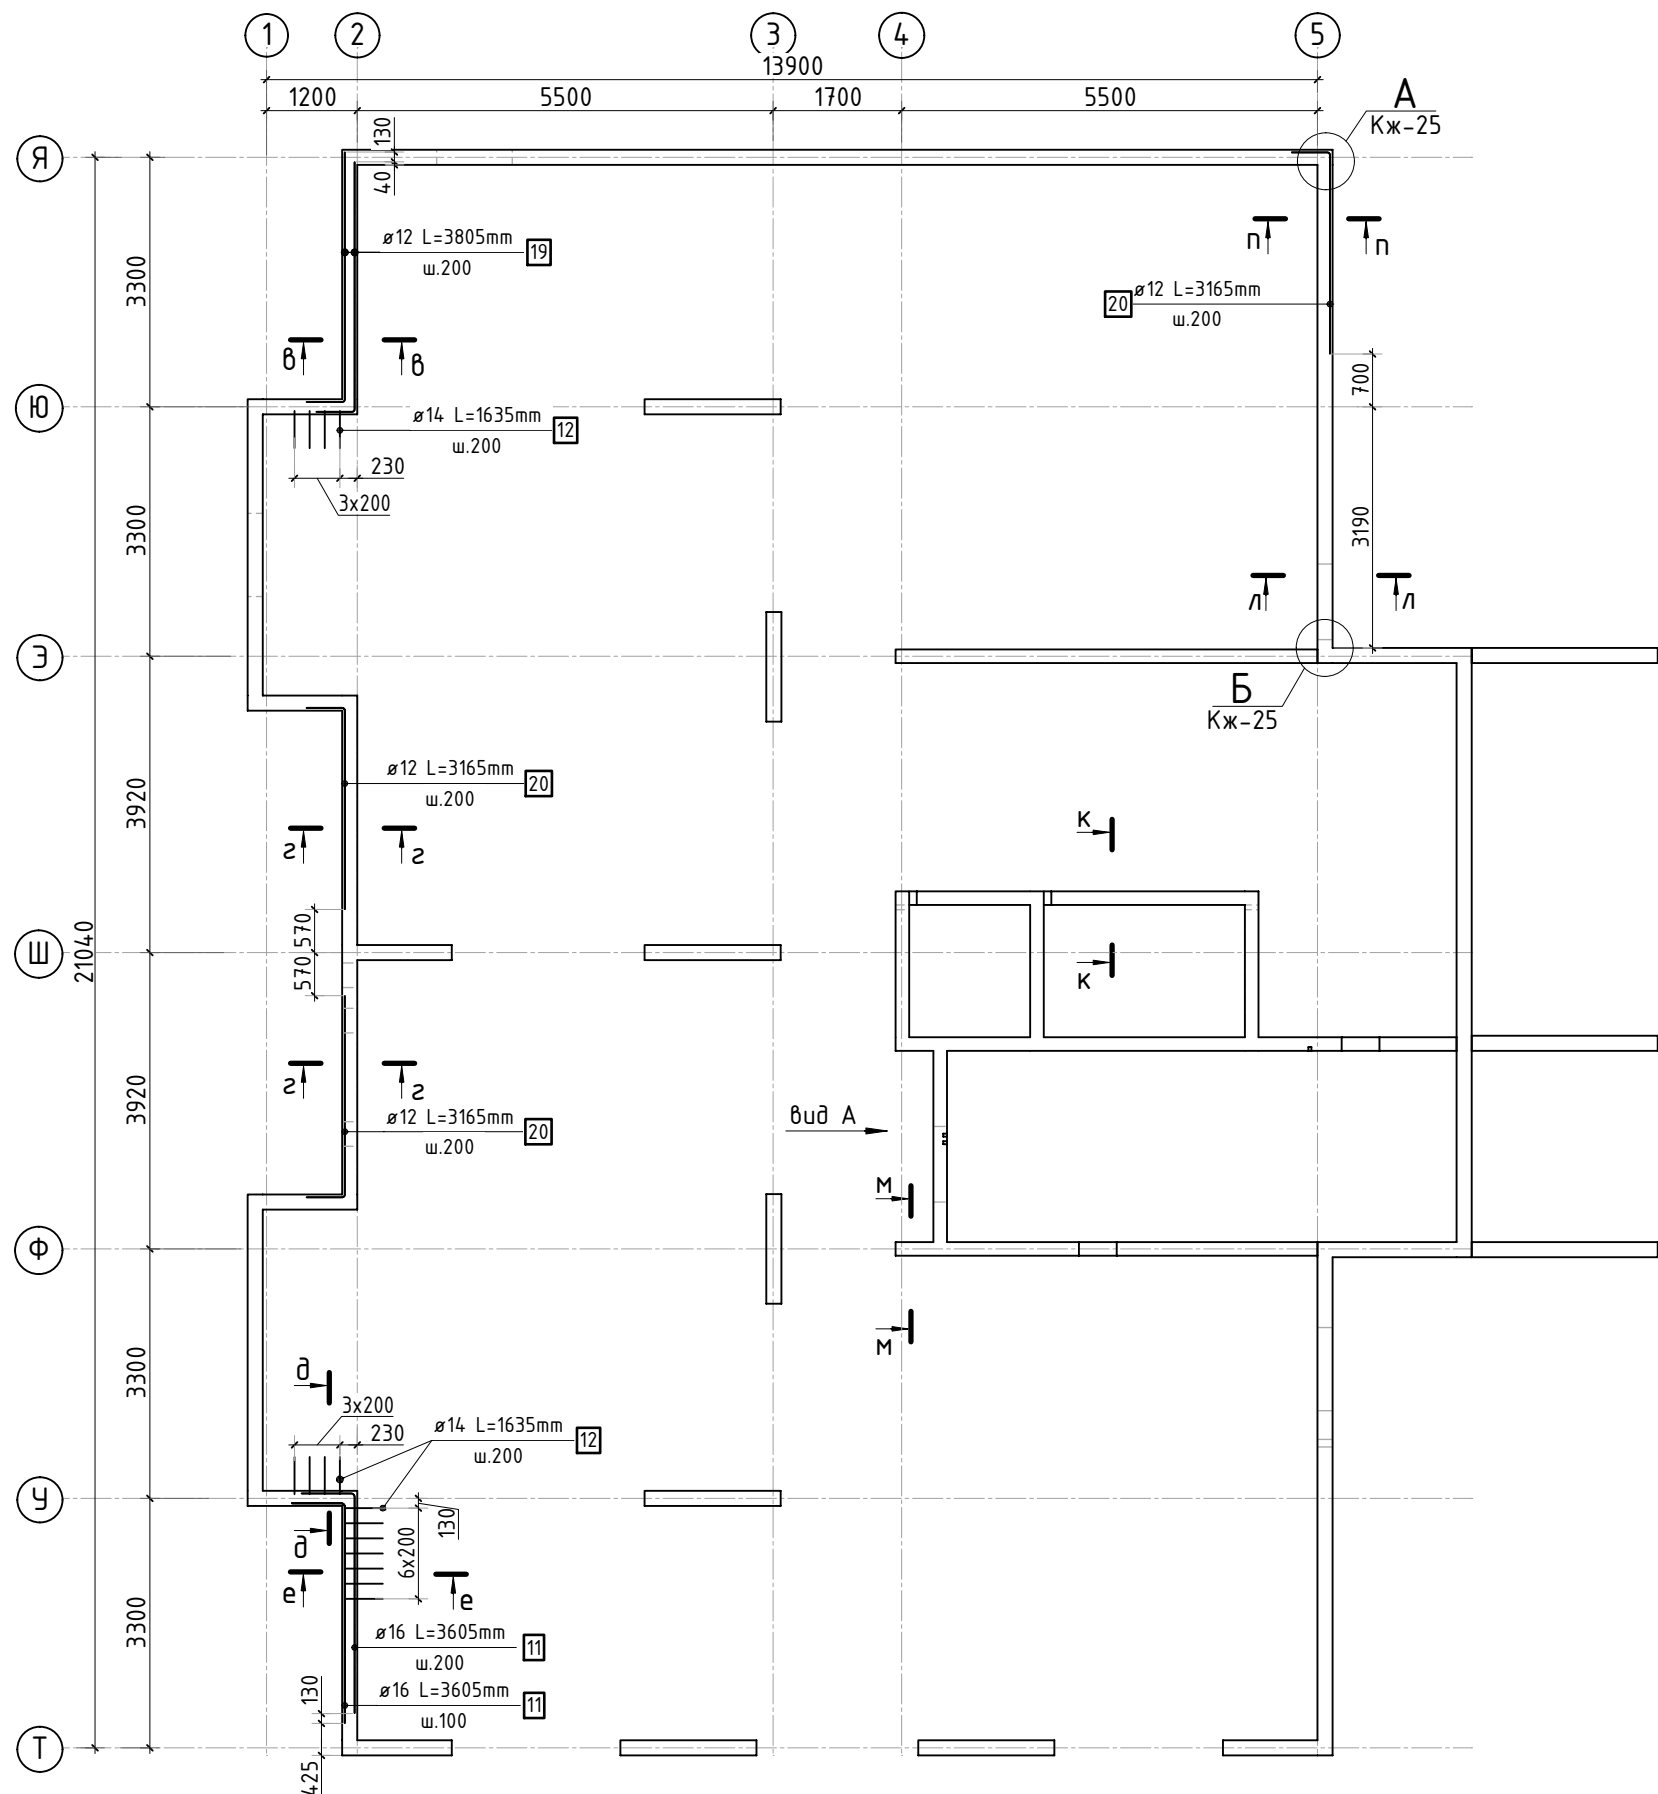 1 2 3 4 5
13900
1200 5500 1700 5500
А
Кж-25
130
Я
40
п п
ø12 L=3805mm 19
ш.200
3300
20 ø12 L=3165mm
ш.200
в в
700
Ю
ø14 L=1635mm 12
ш.200
230
3x200
3300
3190
л л
Э
Б
Кж-25
ø12 L=3165mm 20
ш.200
3920
к
г г
570
21040
Ш
570
к
г г
3920
ø12 L=3165mm 20
ш.200
вид А
м
Ф
м
д
3300
3x200
230
ø14 L=1635mm 12
ш.200
У
130
д
6x200
е е
3300
ø16 L=3605mm 11
ш.200
130
ø16 L=3605mm 11
ш.100
Т
425